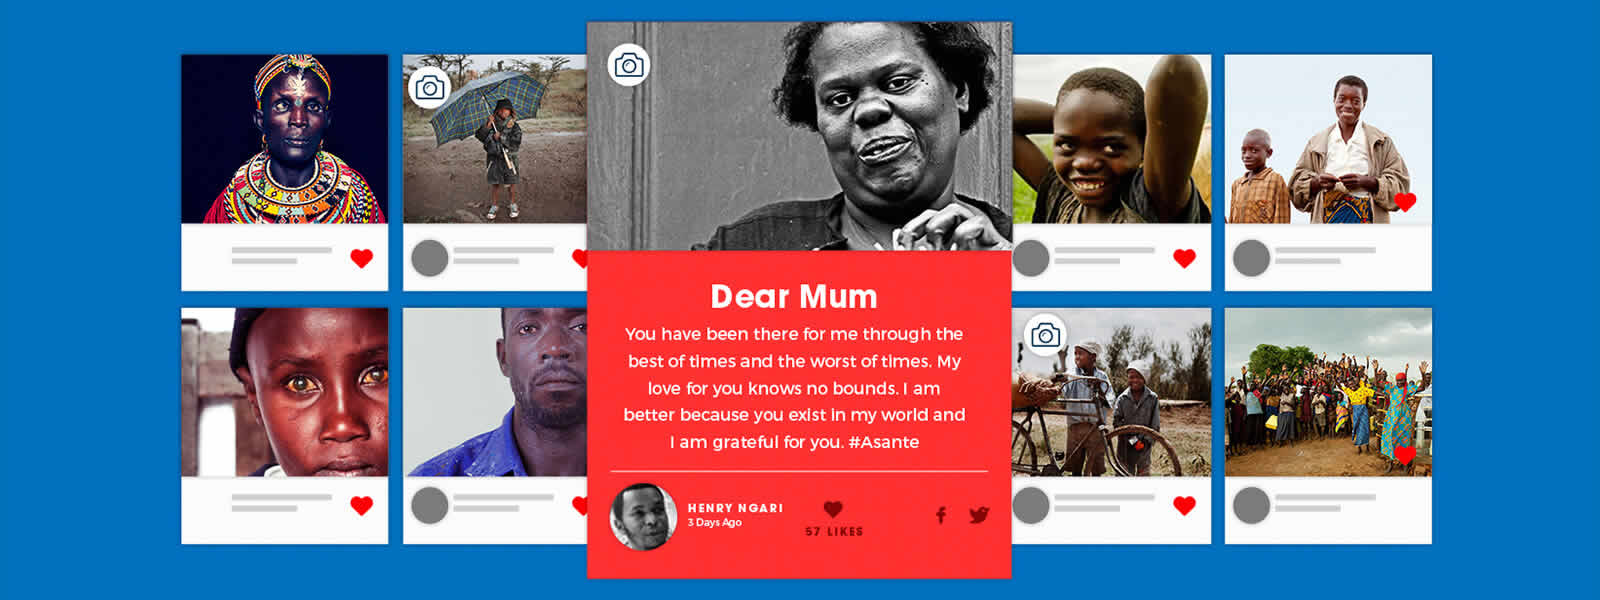 Dear Mum
You have been there for me through the
best of times and the worst of times. My
love for you knows no bounds. I am
better because you exist in my world and
I am grateful for you. #Asante
HENRY NGARI
3 Days Ago
57 LIKES